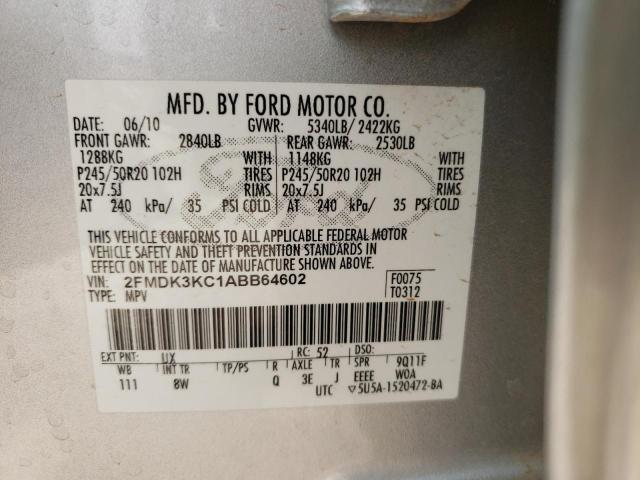 MFD. BY FORD MOTOR CO.
DATE: 06/10 GVWR: 5340LB/ 2422KG
FRONT GAWR: 2840LB REAR GAWR: 2530LB
1288KG WITH 1148KG WITH
P245/50R20 102H TIRES P245/50R20 102H TIRES
20x7.5J RIMS 20x7.5J RIMS
AT 240 kPa/ 35 PSI COLD AT 240 kPa/ 35 PSI COLD
THIS VEHICLE CONFORMS TO ALL APPLICABLE FEDERAL MOTOR
VEHICLE SAFETY AND THEFT PREVENTION STANDARDS IN
EFFECT ON THE DATE OF MANUFACTURE SHOWN ABOVE.
VIN: 2FMDK3KC1ABB64602 F0075
TYPE: MPV T0312
EXT PNT: UX RC: 52 DSO:
WB INT TR TP/PS R AXLE TR SPR 9Q11F
111 8W Q 3E J EEEE WOA
UTC ▽5U5A-1520472-BA
Ford